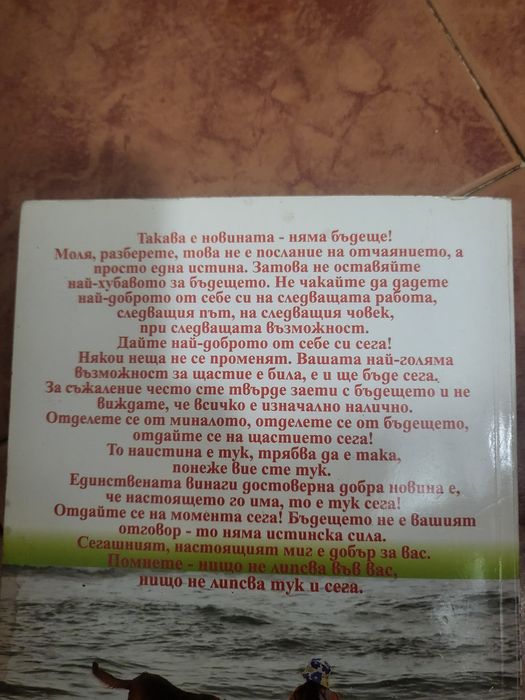 Такава е новината - няма бъдеще!
Моля, разберете, това не е послание на отчаянието, а
просто една истина. Затова не оставяйте
най-хубавото за бъдещето. Не чакайте да дадете
най-доброто от себе си на следващата работа,
следващия път, на следващия човек,
при следващата възможност.
Дайте най-доброто от себе си сега!
Някои неща не се променят. Вашата най-голяма
възможност за щастие е била, е и ще бъде сега.
За съжаление често сте твърде заети с бъдещето и не
виждате, че всичко е изначално налично.
Отделете се от миналото, отделете се от бъдещето,
отдайте се на щастието сега!
То наистина е тук, трябва да е така,
понеже вие сте тук.
Единствената винаги достоверна добра новина е,
че настоящето го има, то е тук сега!
Отдайте се на момента сега! Бъдещето не е вашият
отговор - то няма истинска сила.
Сегашният, настоящият миг е добър за вас.
Помнете - нищо не липсва във вас,
нищо не липсва тук и сега.